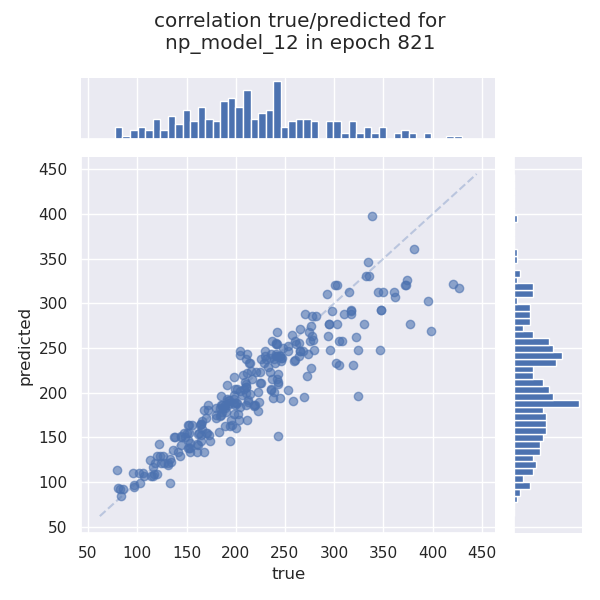 correlation true/predicted for
np_model_12 in epoch 821
450
400
350
300
250
200
150
100
50
predicted
50 100 150 200 250 300 350 400 450
true